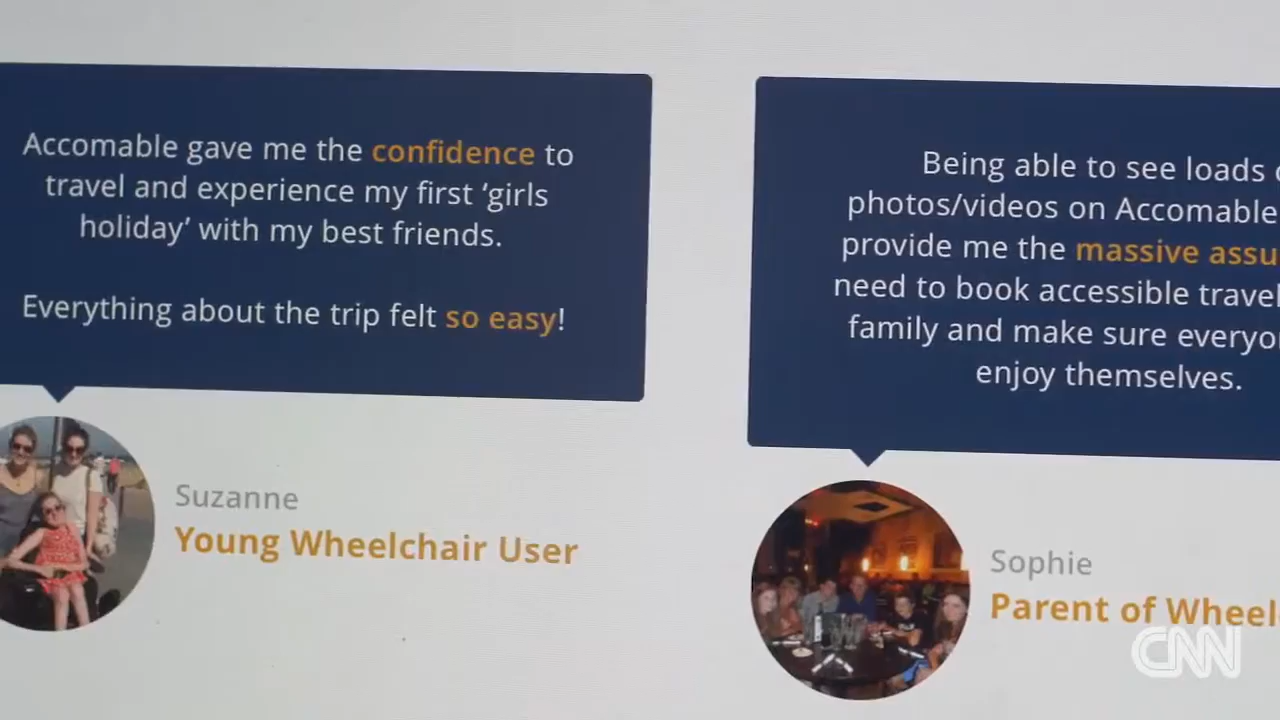 Accomable gave me the confidence to
travel and experience my first ‘girls
holiday’ with my best friends.
Everything about the trip felt so easy!
Suzanne
Young Wheelchair User
Being able to see loads
photos/videos on Accomable
provide me the massive
need to book accessible travel
family and make sure
enjoy themselves.
Sophie
Parent of
CNN